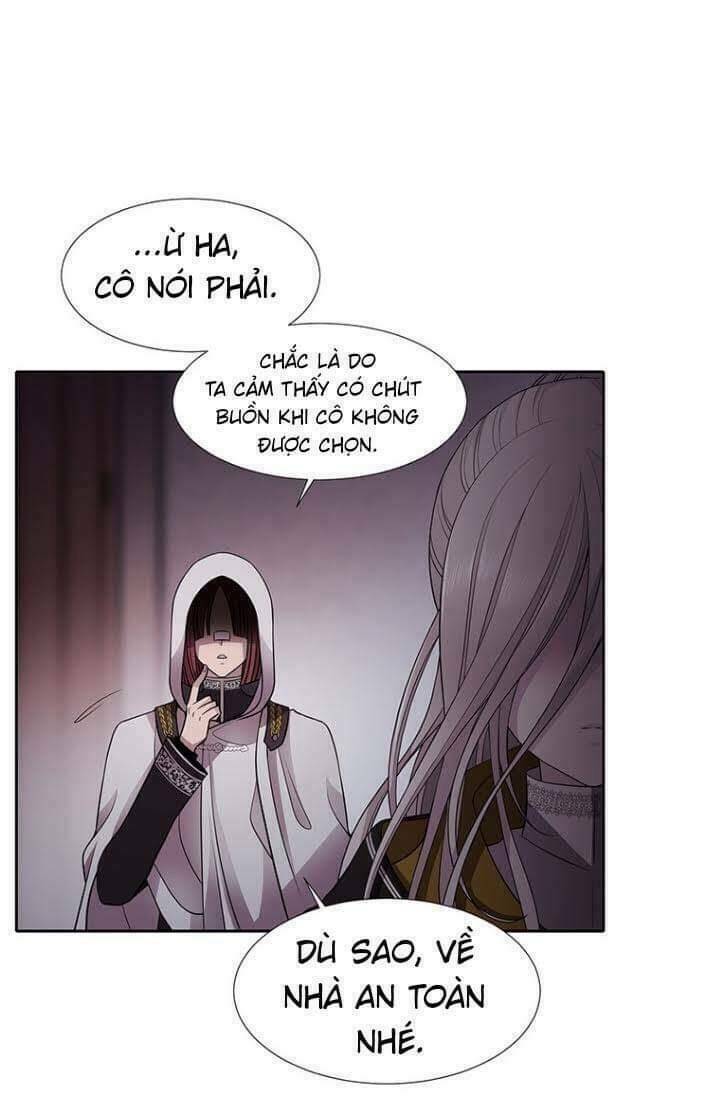 ...Ừ HA,
CÔ NÓI PHẢI.
CHẮC LÀ DO
TA CẢM THẤY CÓ CHÚT
BUỒN KHI CÔ KHÔNG
ĐƯỢC CHỌN.
DÙ SAO, VỀ
NHÀ AN TOÀN
NHÉ.